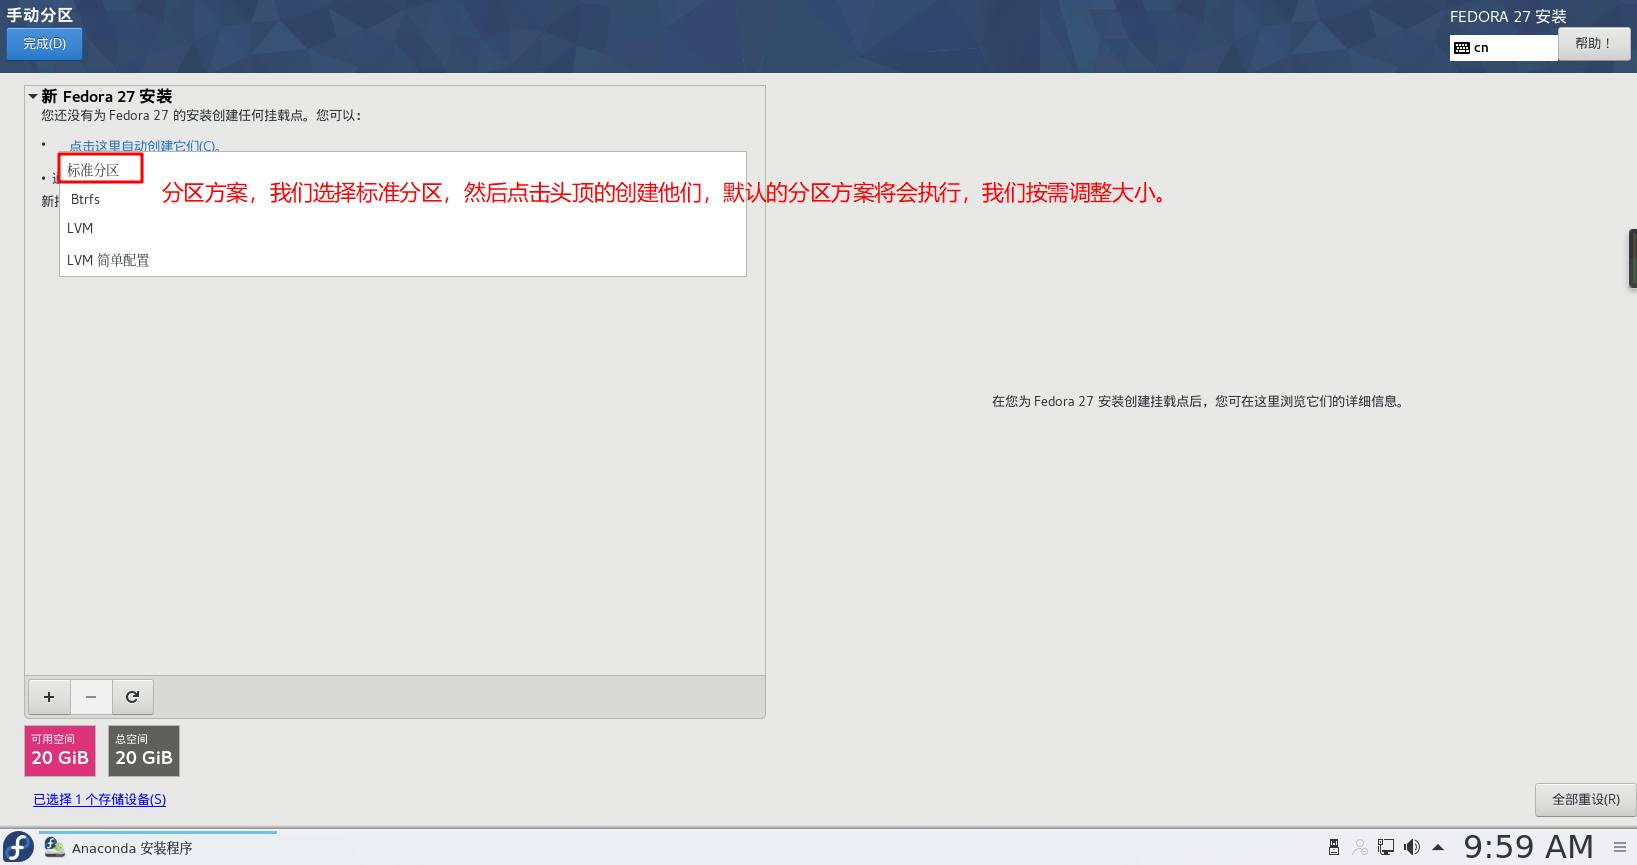 手动分区
FEDORA 27 安装
完成(D)
cn
帮助！
新 Fedora 27 安装
您还没有为 Fedora 27 的安装创建任何挂载点。您可以：
• 点击这里自动创建它们(C)。
标准分区
•
分区方案，我们选择标准分区，然后点击头顶的创建他们，默认的分区方案将会执行，我们按需调整大小。
Btrfs
新
LVM
LVM 简单配置
在您为 Fedora 27 安装创建挂载点后，您可在这里浏览它们的详细信息。
可用空间
20 GiB
总空间
20 GiB
已选择 1 个存储设备(S)
全部重设(R)
Anaconda 安装程序
9:59 AM